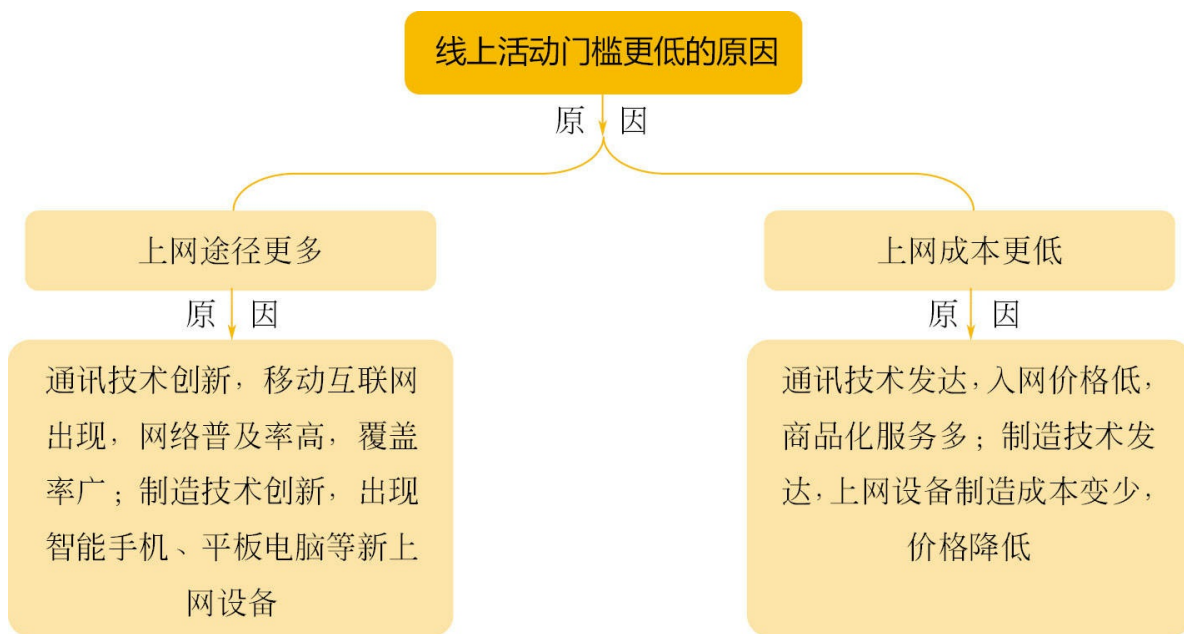 线上活动门槛更低的原因
原 因
上网途径更多
原 因
通讯技术创新，移动互联网
出现，网络普及率高，覆盖
率广；制造技术创新，出现
智能手机、平板电脑等新上
网设备
上网成本更低
原 因
通讯技术发达，入网价格低，
商品化服务多；制造技术发
达，上网设备制造成本变少，
价格降低